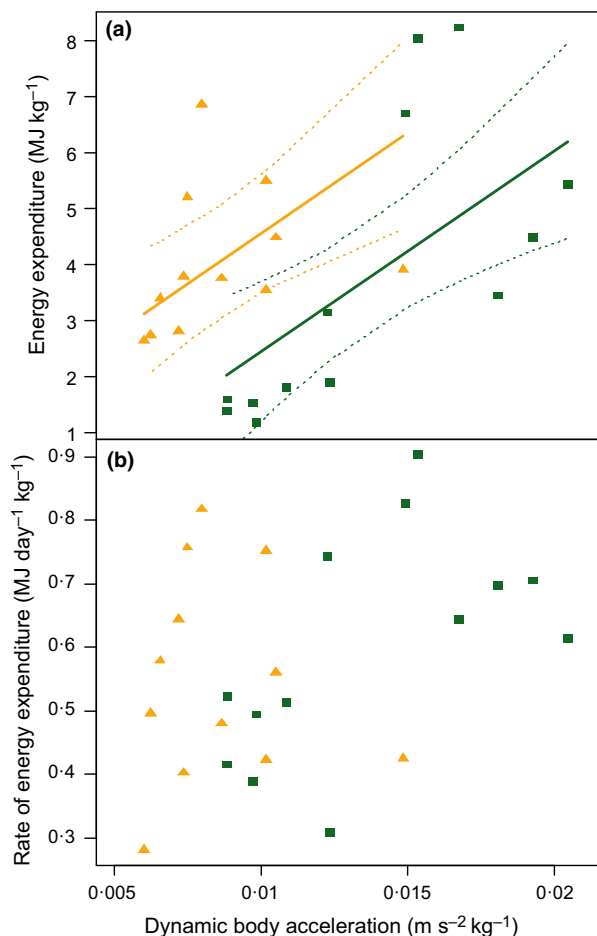 (a)
Energy expenditure (MJ kg⁻¹)
8
7
6
5
4
3
2
1
(b)
Rate of energy expenditure (MJ day⁻¹ kg⁻¹)
0·9
0·8
0·7
0·6
0·5
0·4
0·3
0·005 0·01 0·015 0·02
Dynamic body acceleration (m s⁻² kg⁻¹)